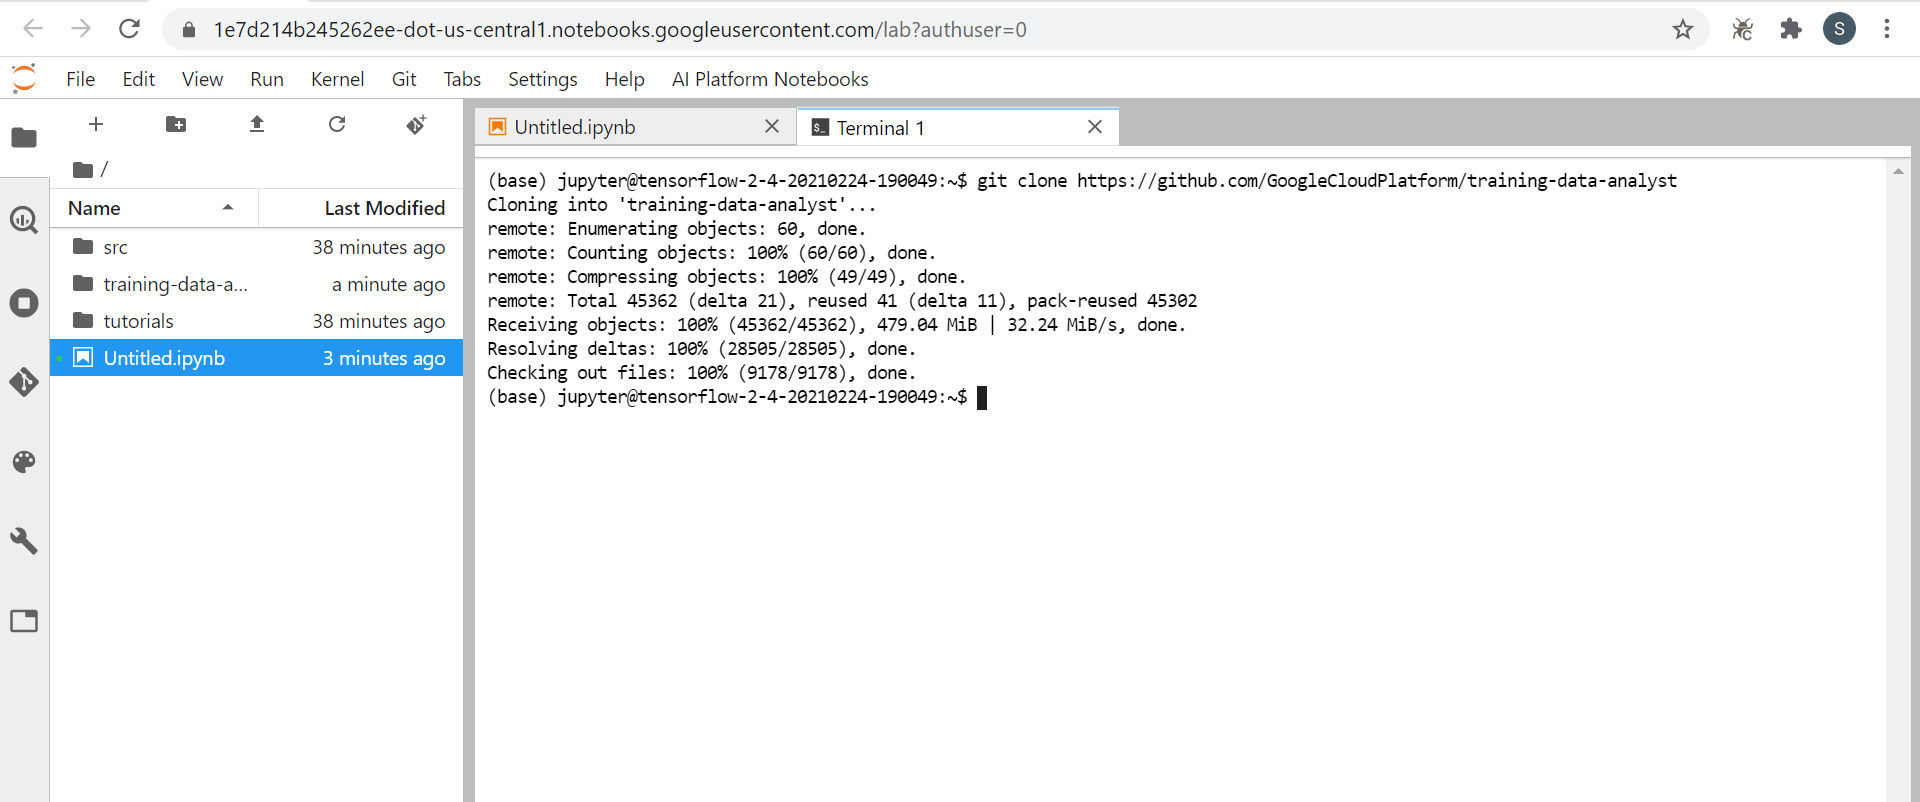 1e7d214b245262ee-dot-us-central1.notebooks.googleusercontent.com/lab?authuser=0
S
File Edit View Run Kernel Git Tabs Settings Help AI Platform Notebooks
Untitled.ipynb
Terminal 1
/
Name Last Modified
src 38 minutes ago
training-data-a... a minute ago
tutorials 38 minutes ago
Untitled.ipynb 3 minutes ago
(base) jupyter@tensorflow-2-4-20210224-190049:~$ git clone https://github.com/GoogleCloudPlatform/training-data-analyst
Cloning into 'training-data-analyst'...
remote: Enumerating objects: 60, done.
remote: Counting objects: 100% (60/60), done.
remote: Compressing objects: 100% (49/49), done.
remote: Total 45362 (delta 21), reused 41 (delta 11), pack-reused 45302
Receiving objects: 100% (45362/45362), 479.04 MiB | 32.24 MiB/s, done.
Resolving deltas: 100% (28505/28505), done.
Checking out files: 100% (9178/9178), done.
(base) jupyter@tensorflow-2-4-20210224-190049:~$